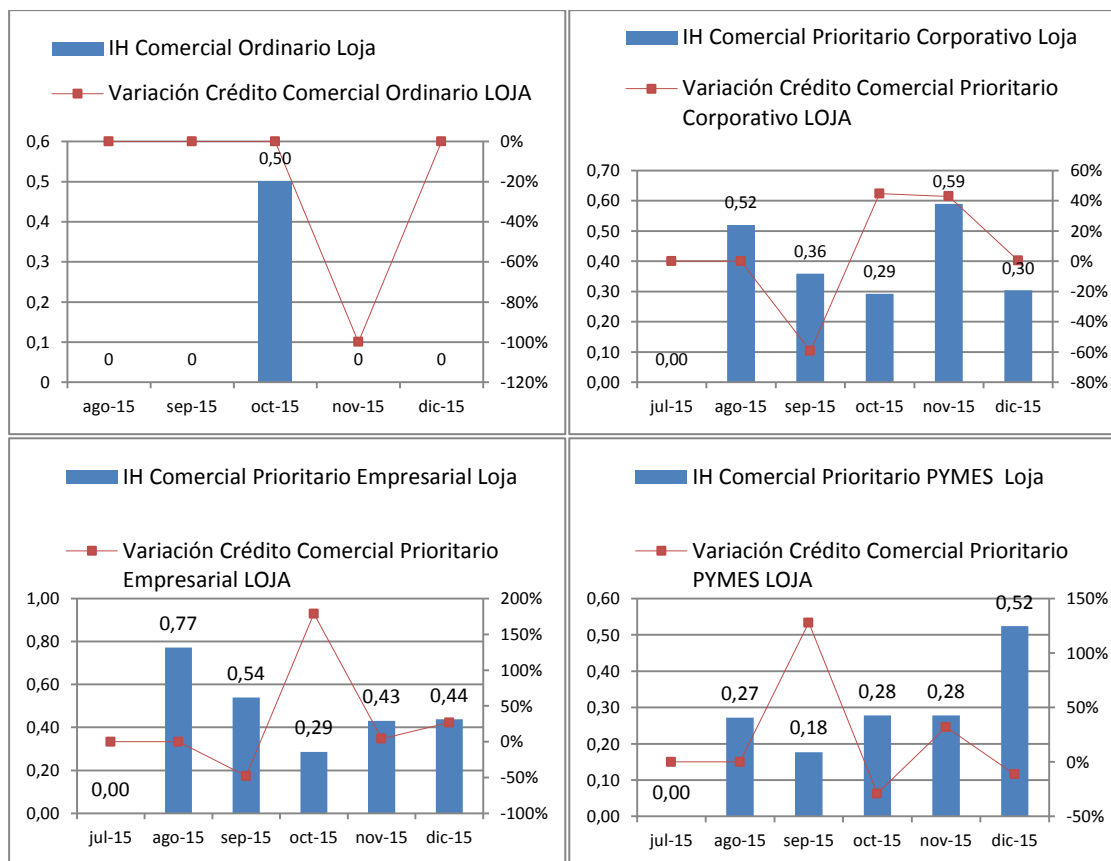 IH Comercial Ordinario Loja
Variación Crédito Comercial Ordinario LOJA
0,6
0,5
0,4
0,3
0,2
0,1
0
0%
-20%
-40%
-60%
-80%
-100%
-120%
0 0 0,50 0 0
ago-15 sep-15 oct-15 nov-15 dic-15
IH Comercial Prioritario Corporativo Loja
Variación Crédito Comercial Prioritario
Corporativo LOJA
0,70
0,60
0,50
0,40
0,30
0,20
0,10
0,00
60%
40%
20%
0%
-20%
-40%
-60%
-80%
0,00 0,52 0,36 0,29 0,59 0,30
jul-15 ago-15 sep-15 oct-15 nov-15 dic-15
IH Comercial Prioritario Empresarial Loja
Variación Crédito Comercial Prioritario
Empresarial LOJA
1,00
0,80
0,60
0,40
0,20
0,00
200%
150%
100%
50%
0%
-50%
-100%
0,00 0,77 0,54 0,29 0,43 0,44
jul-15 ago-15 sep-15 oct-15 nov-15 dic-15
IH Comercial Prioritario PYMES Loja
Variación Crédito Comercial Prioritario
PYMES LOJA
0,60
0,50
0,40
0,30
0,20
0,10
0,00
150%
100%
50%
0%
-50%
0,00 0,27 0,18 0,28 0,28 0,52
jul-15 ago-15 sep-15 oct-15 nov-15 dic-15